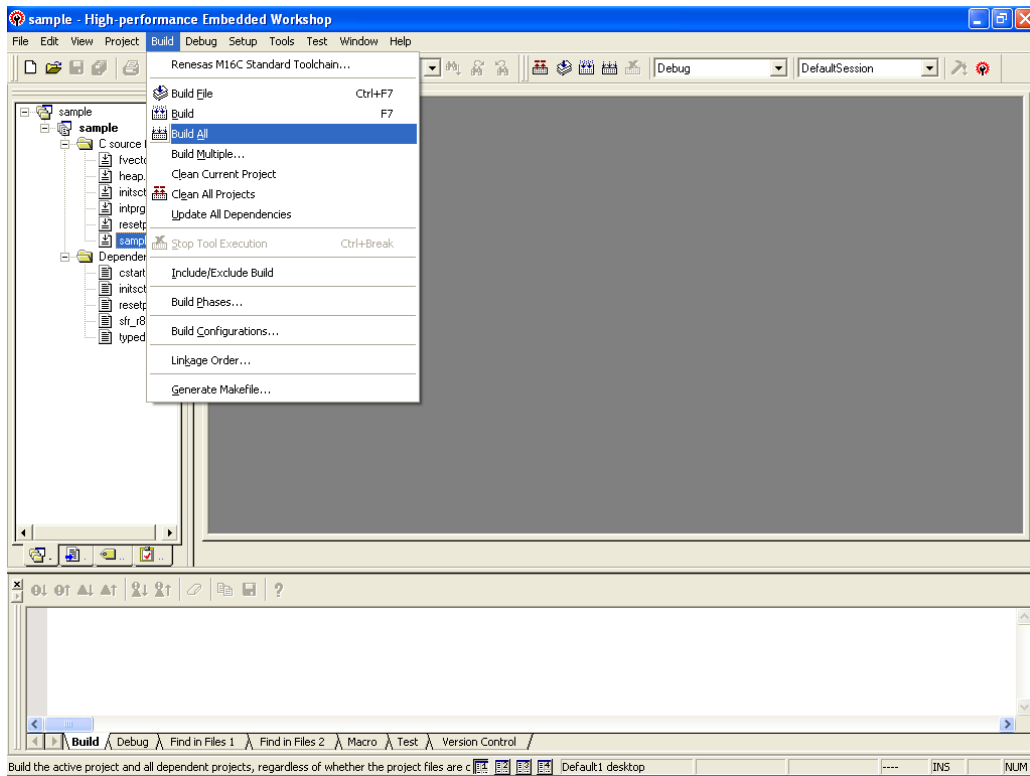 sample - High-performance Embedded Workshop
File Edit View Project Build Debug Setup Tools Test Window Help
Renesas M16C Standard Toolchain...
Debug
DefaultSession
Build File Ctrl+F7
Build F7
Build All
Build Multiple...
Clean Current Project
Clean All Projects
Update All Dependencies
Stop Tool Execution Ctrl+Break
Include/Exclude Build
Build Phases...
Build Configurations...
Linkage Order...
Generate Makefile...
sample
sample
C source
fvecto
heap.
initsct
intprg
resetp
sampl
Depender
cstart
initsct
resetp
sfr_r8
typed
Build Debug Find in Files 1 Find in Files 2 Macro Test Version Control
Build the active project and all dependent projects, regardless of whether the project files are c Default1 desktop ---- INS NUM